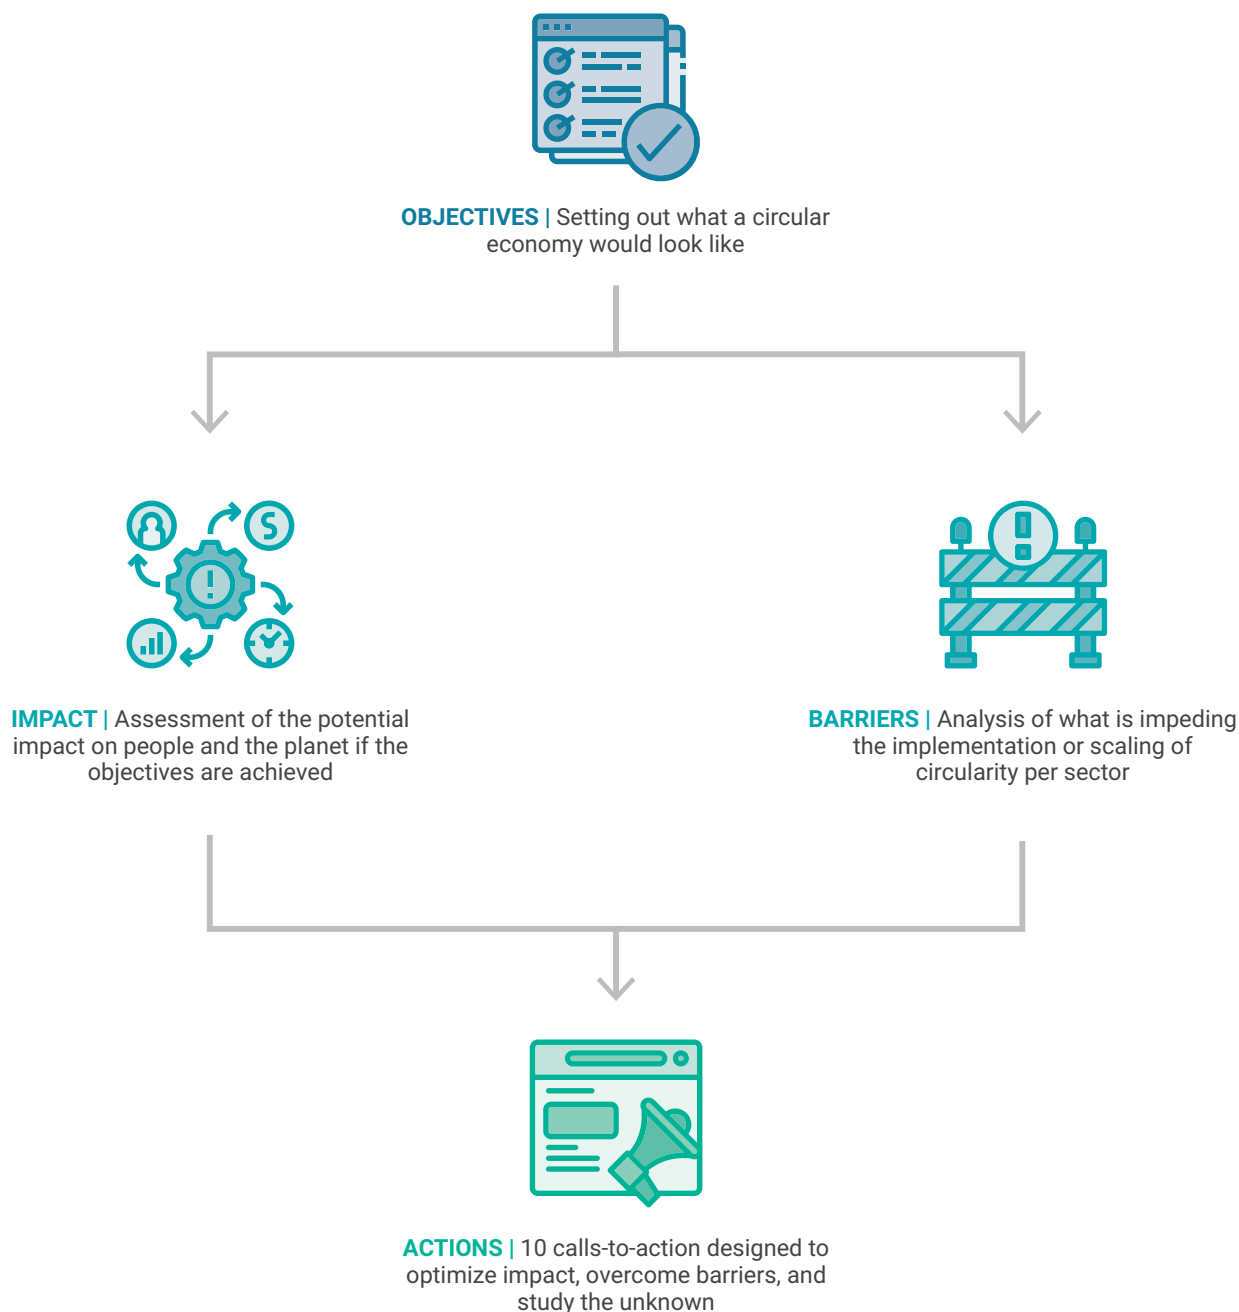 OBJECTIVES | Setting out what a circular
economy would look like
IMPACT | Assessment of the potential
impact on people and the planet if the
objectives are achieved
BARRIERS | Analysis of what is impeding
the implementation or scaling of
circularity per sector
ACTIONS | 10 calls-to-action designed to
optimize impact, overcome barriers, and
study the unknown